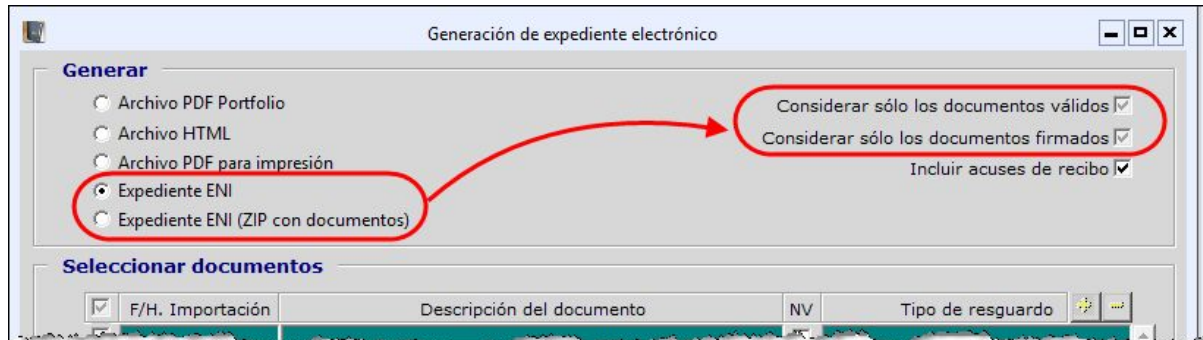 Generación de expediente electrónico
Generar
Archivo PDF Portfolio
Considerar sólo los documentos válidos
Archivo HTML
Considerar sólo los documentos firmados
Archivo PDF para impresión
Incluir acuses de recibo
Expediente ENI
Expediente ENI (ZIP con documentos)
Seleccionar documentos
F/H. Importación Descripción del documento NV Tipo de resguardo